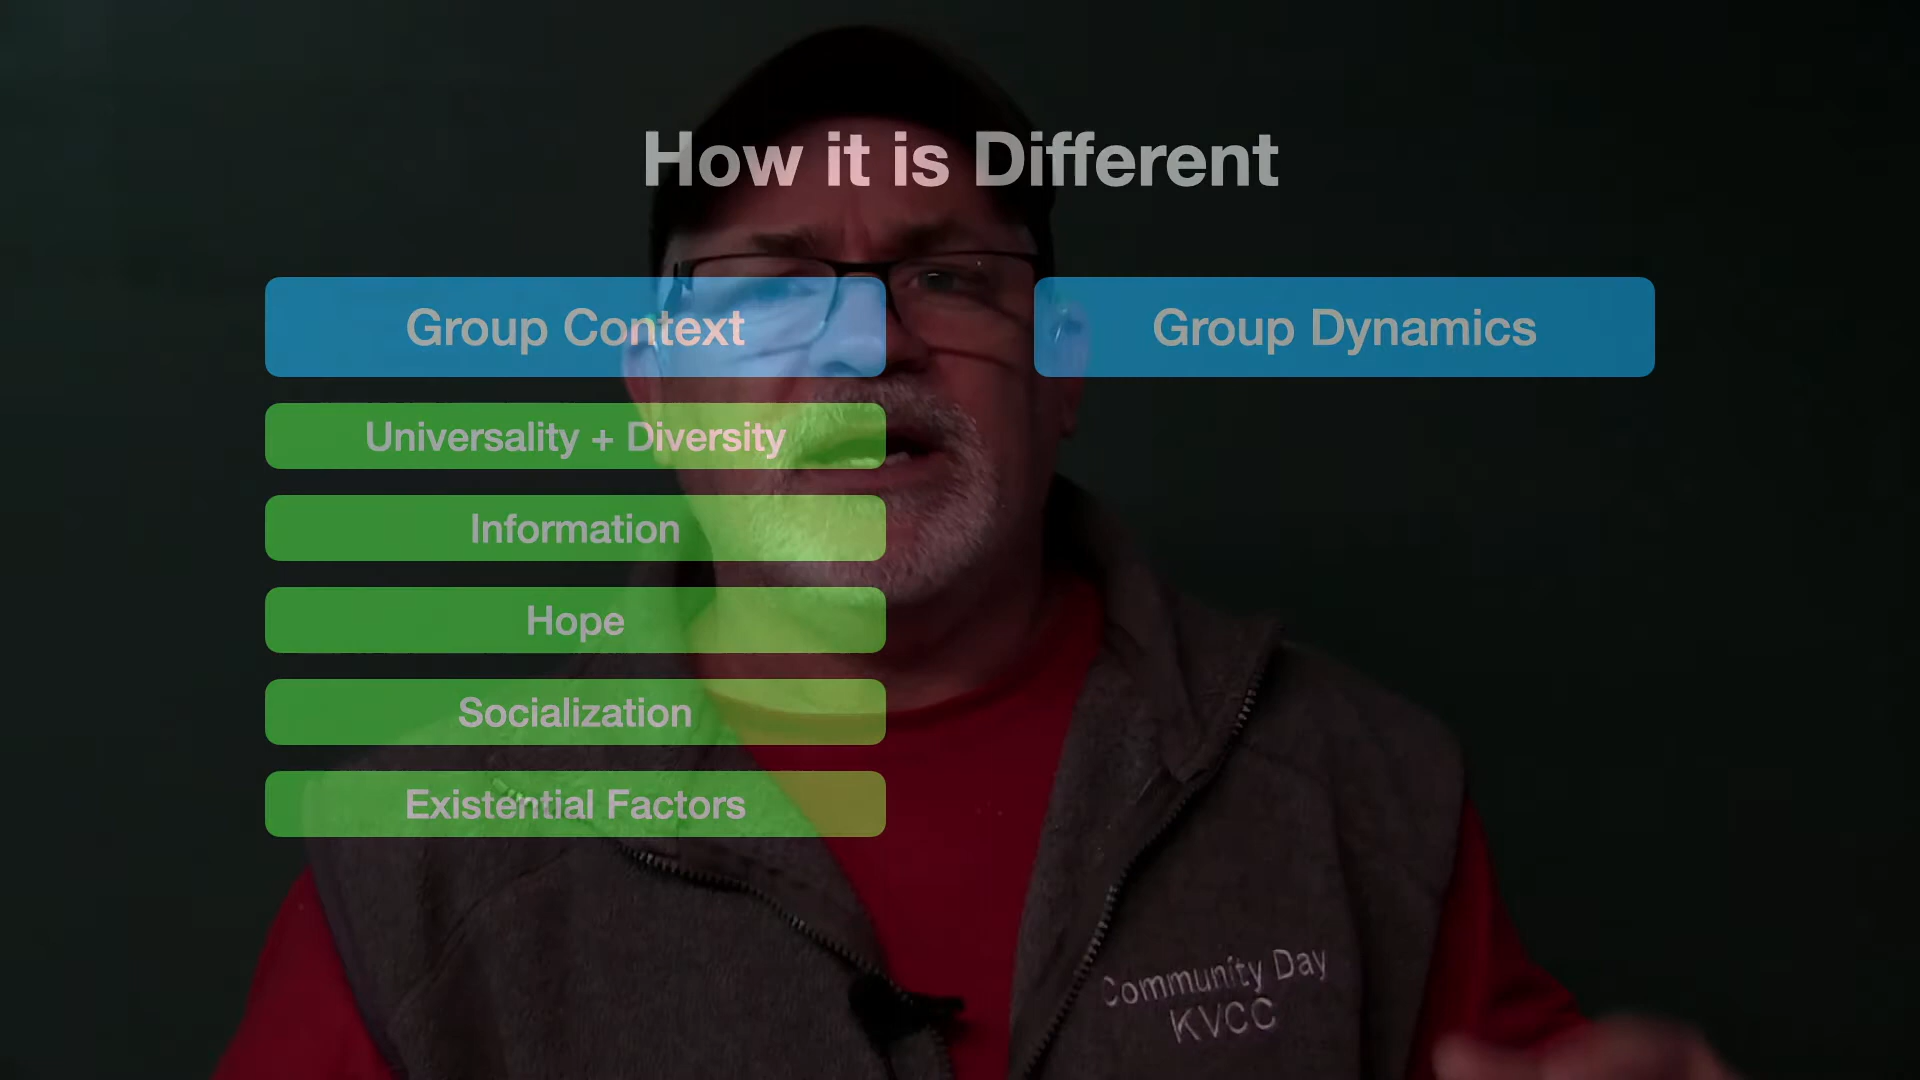 How it is Different
Group Context
Group Dynamics
Universality + Diversity
Information
Hope
Socialization
Existential Factors
Community Day
KVCC